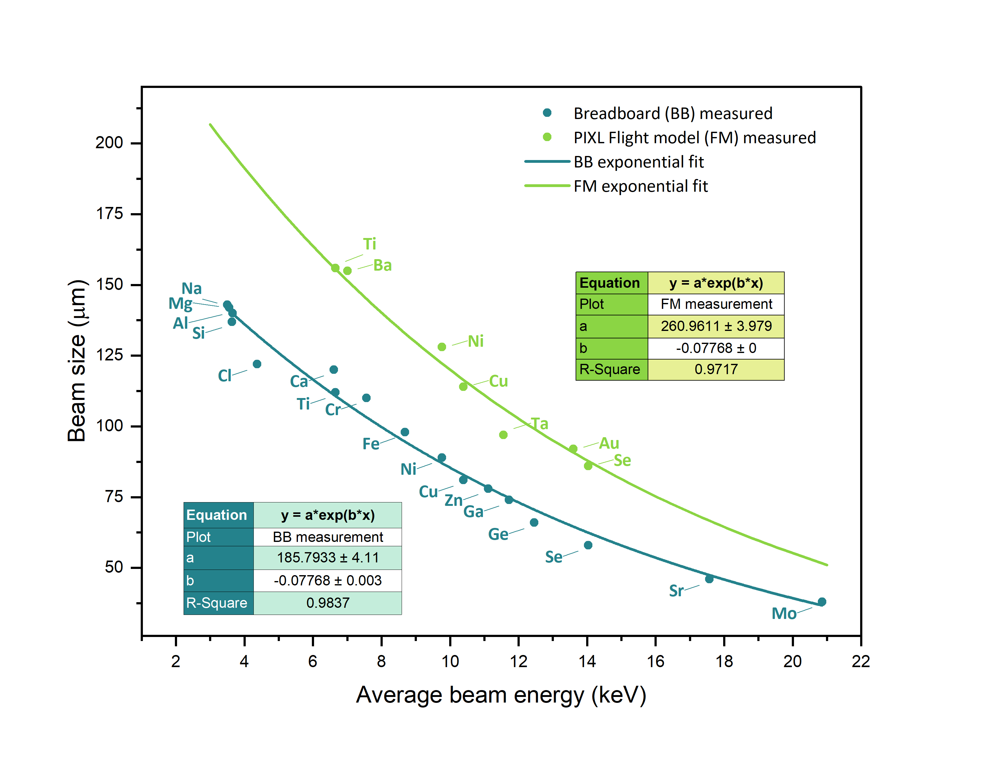 Breadboard (BB) measured
PIXL Flight model (FM) measured
BB exponential fit
FM exponential fit
200
175
150
125
100
75
50
Beam size (μm)
Ti
Ba
Na
Mg
Al
Si
Cl
Ca
Ti
Cr
Fe
Ni
Cu
Zn
Ga
Ge
Se
Sr
Mo
Ni
Cu
Ta
Au
Se
Equation y = a*exp(b*x)
Plot FM measurement
a 260.9611 ± 3.979
b -0.07768 ± 0
R-Square 0.9717
Equation y = a*exp(b*x)
Plot BB measurement
a 185.7933 ± 4.11
b -0.07768 ± 0.003
R-Square 0.9837
2 4 6 8 10 12 14 16 18 20 22
Average beam energy (keV)